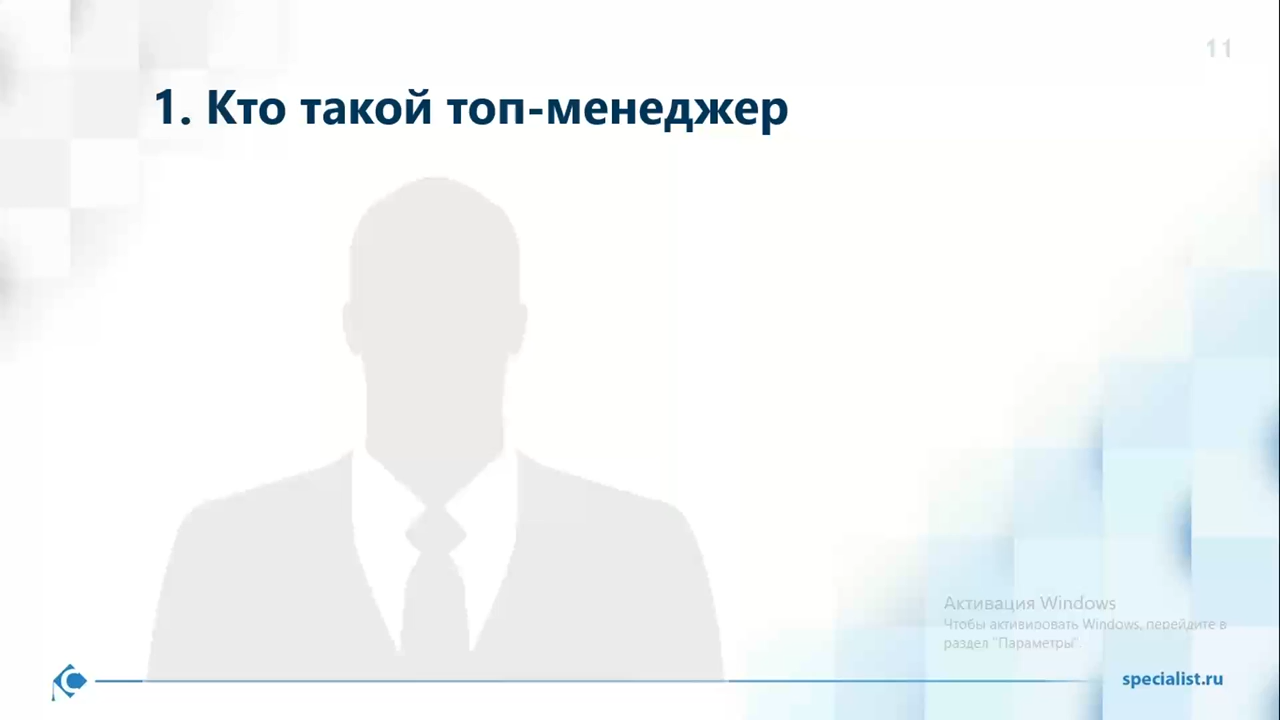 11
1. Кто такой топ-менеджер
Активация Windows
Чтобы активировать Windows, перейдите в
раздел "Параметры".
specialist.ru